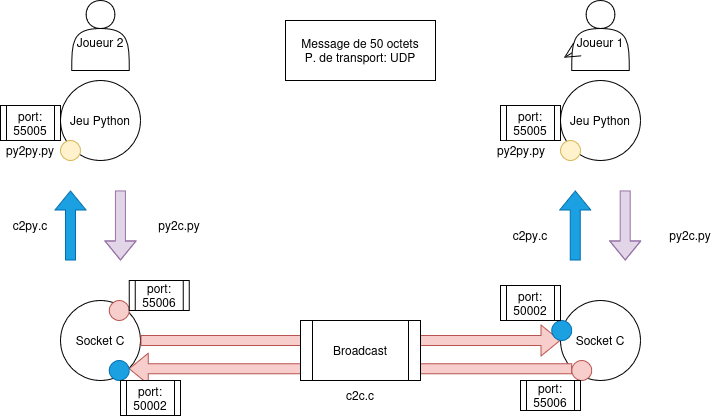 Joueur 2
Message de 50 octets
P. de transport: UDP
Joueur 1
port:
55005
Jeu Python
py2py.py
port:
55005
Jeu Python
py2py.py
c2py.c
py2c.py
c2py.c
py2c.py
port:
55006
Socket C
port:
50002
Broadcast
c2c.c
port:
50002
Socket C
port:
55006